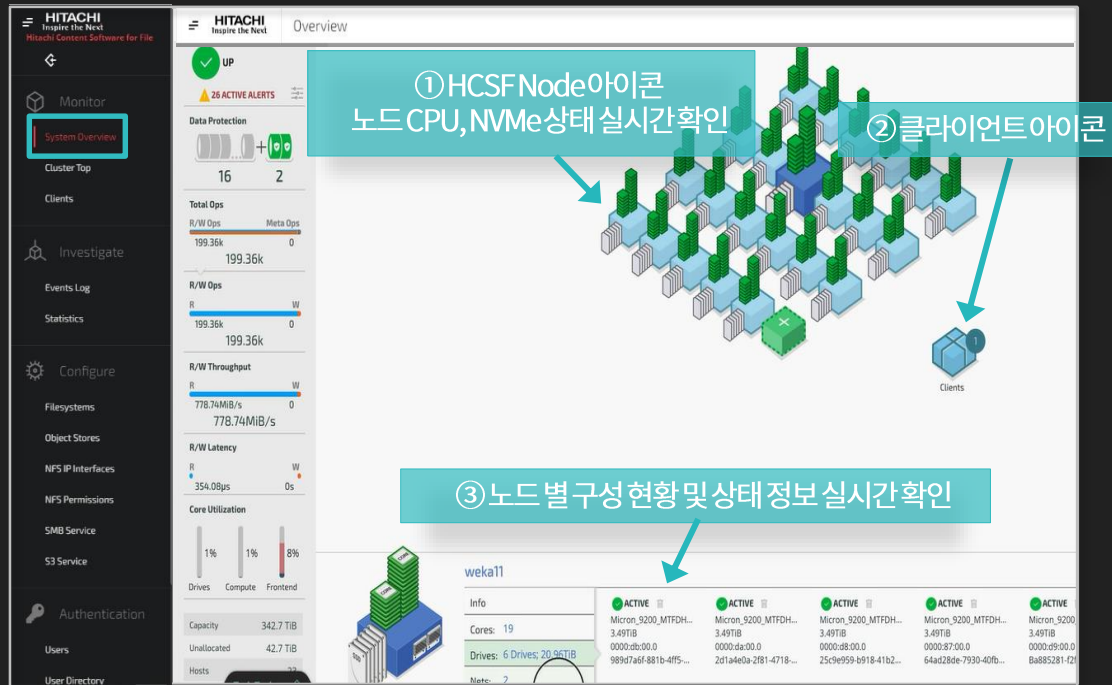 HITACHI
Inspire the Next
Hitachi Content Software for File
Monitor
System Overview
Cluster Top
Clients
Investigate
Events Log
Statistics
Configure
Filesystems
Object Stores
NFS IP Interfaces
NFS Permissions
SMB Service
S3 Service
Authentication
Users
User Directory
HITACHI
Inspire the Next
Overview
UP
26 ACTIVE ALERTS
Data Protection
+
16 2
Total Ops
R/W Ops Meta Ops
199.36k 0
199.36k
R/W Ops
R W
199.36k 0
199.36k
R/W Throughput
R W
778.74MiB/s 0
778.74MiB/s
R/W Latency
R W
354.08µs 0s
Core Utilization
1% 1% 8%
Drives Compute Frontend
Capacity 342.7 TiB
Unallocated 42.7 TiB
Hosts
① HCSF Node 아이콘
노드 CPU, NVMe 상태 실시간 확인
② 클라이언트 아이콘
1
Clients
③ 노드 별 구성 현황 및 상태 정보 실시간 확인
CORE
CORE
SSD
weka11
Info
Cores: 19
Drives: 6 Drives; 20.96TiB
Nets: 2
ACTIVE
Micron_9200_MTFDH...
3.49TiB
0000:db:00.0
989d7a6f-881b-4ff5-...
ACTIVE
Micron_9200_MTFDH...
3.49TiB
0000:da:00.0
2d1a4e0a-2f81-4718-...
ACTIVE
Micron_9200_MTFDH...
3.49TiB
0000:d8:00.0
25c9e959-b918-41b2...
ACTIVE
Micron_9200_MTFDH...
3.49TiB
0000:87:00.0
64ad28de-7930-40fb...
ACTIVE
Micron_9200
3.49TiB
0000:d9:00.0